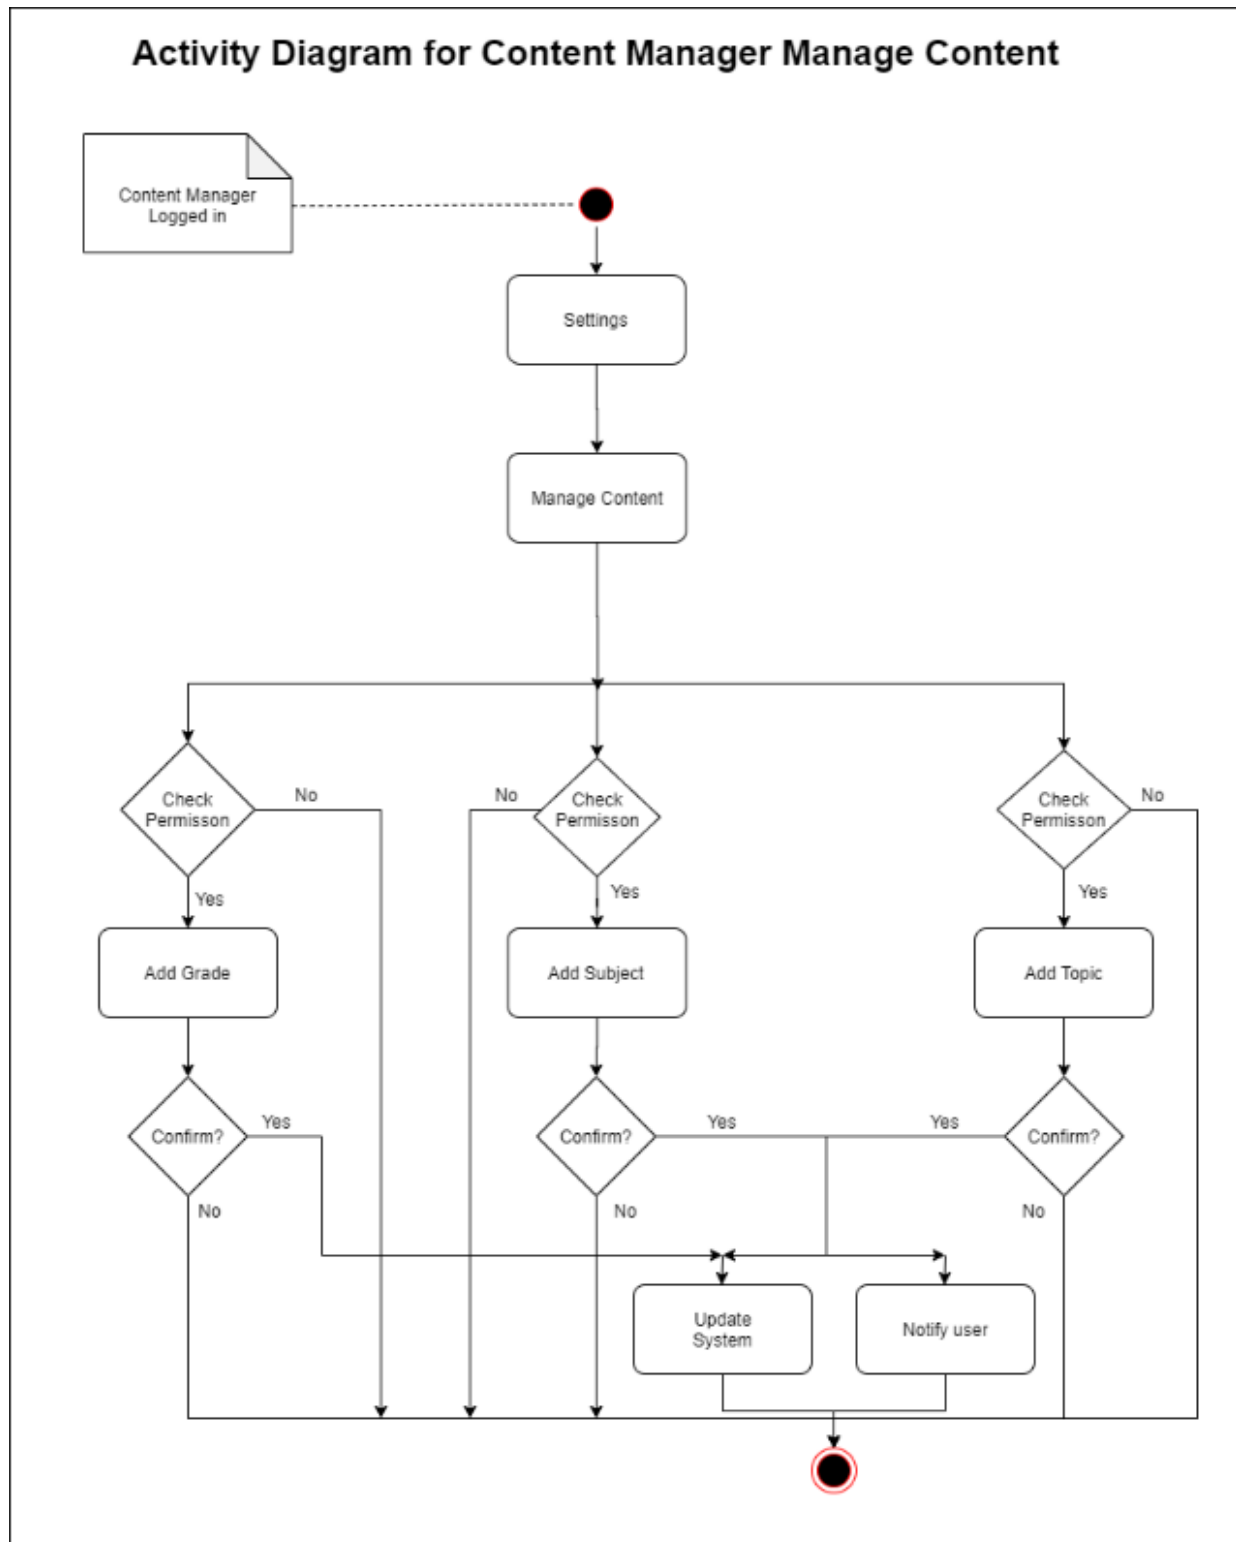 Activity Diagram for Content Manager Manage Content
Content Manager
Logged in
Settings
Manage Content
Check
Permisson
No
No
Check
Permisson
Check
Permisson
No
Yes
Yes
Yes
Add Grade
Add Subject
Add Topic
Confirm?
Yes
Confirm?
Yes
Yes
Confirm?
No
No
No
Update
System
Notify user